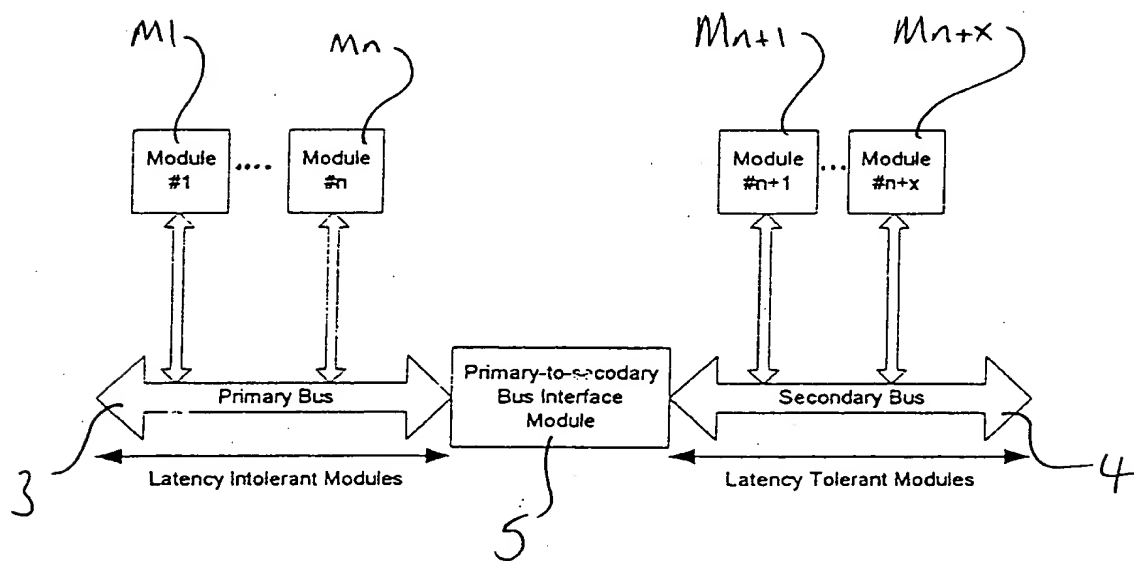 M1
Mn
Mn+1
Mn+x
Module
#1
....
Module
#n
Module
#n+1
...
Module
#n+x
Primary Bus
Primary-to-secodary
Bus Interface
Module
Secondary Bus
3
Latency Intolerant Modules
5
Latency Tolerant Modules
4